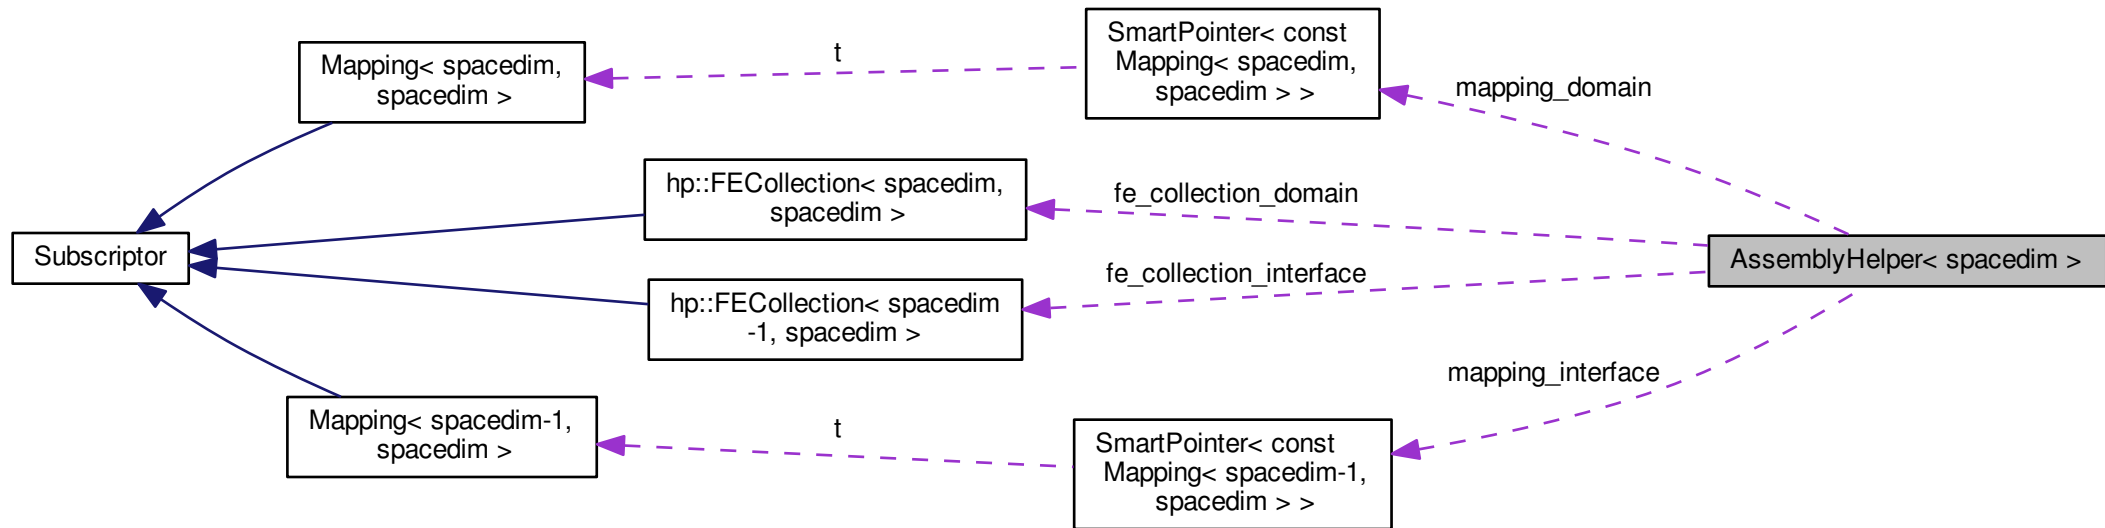 SmartPointer< const
Mapping< spacedim,
spacedim > >
t
Mapping< spacedim,
spacedim >
mapping_domain
hp::FECollection< spacedim,
spacedim >
fe_collection_domain
Subscriptor
AssemblyHelper< spacedim >
fe_collection_interface
hp::FECollection< spacedim
-1, spacedim >
mapping_interface
Mapping< spacedim-1,
spacedim >
t
SmartPointer< const
Mapping< spacedim-1,
spacedim > >